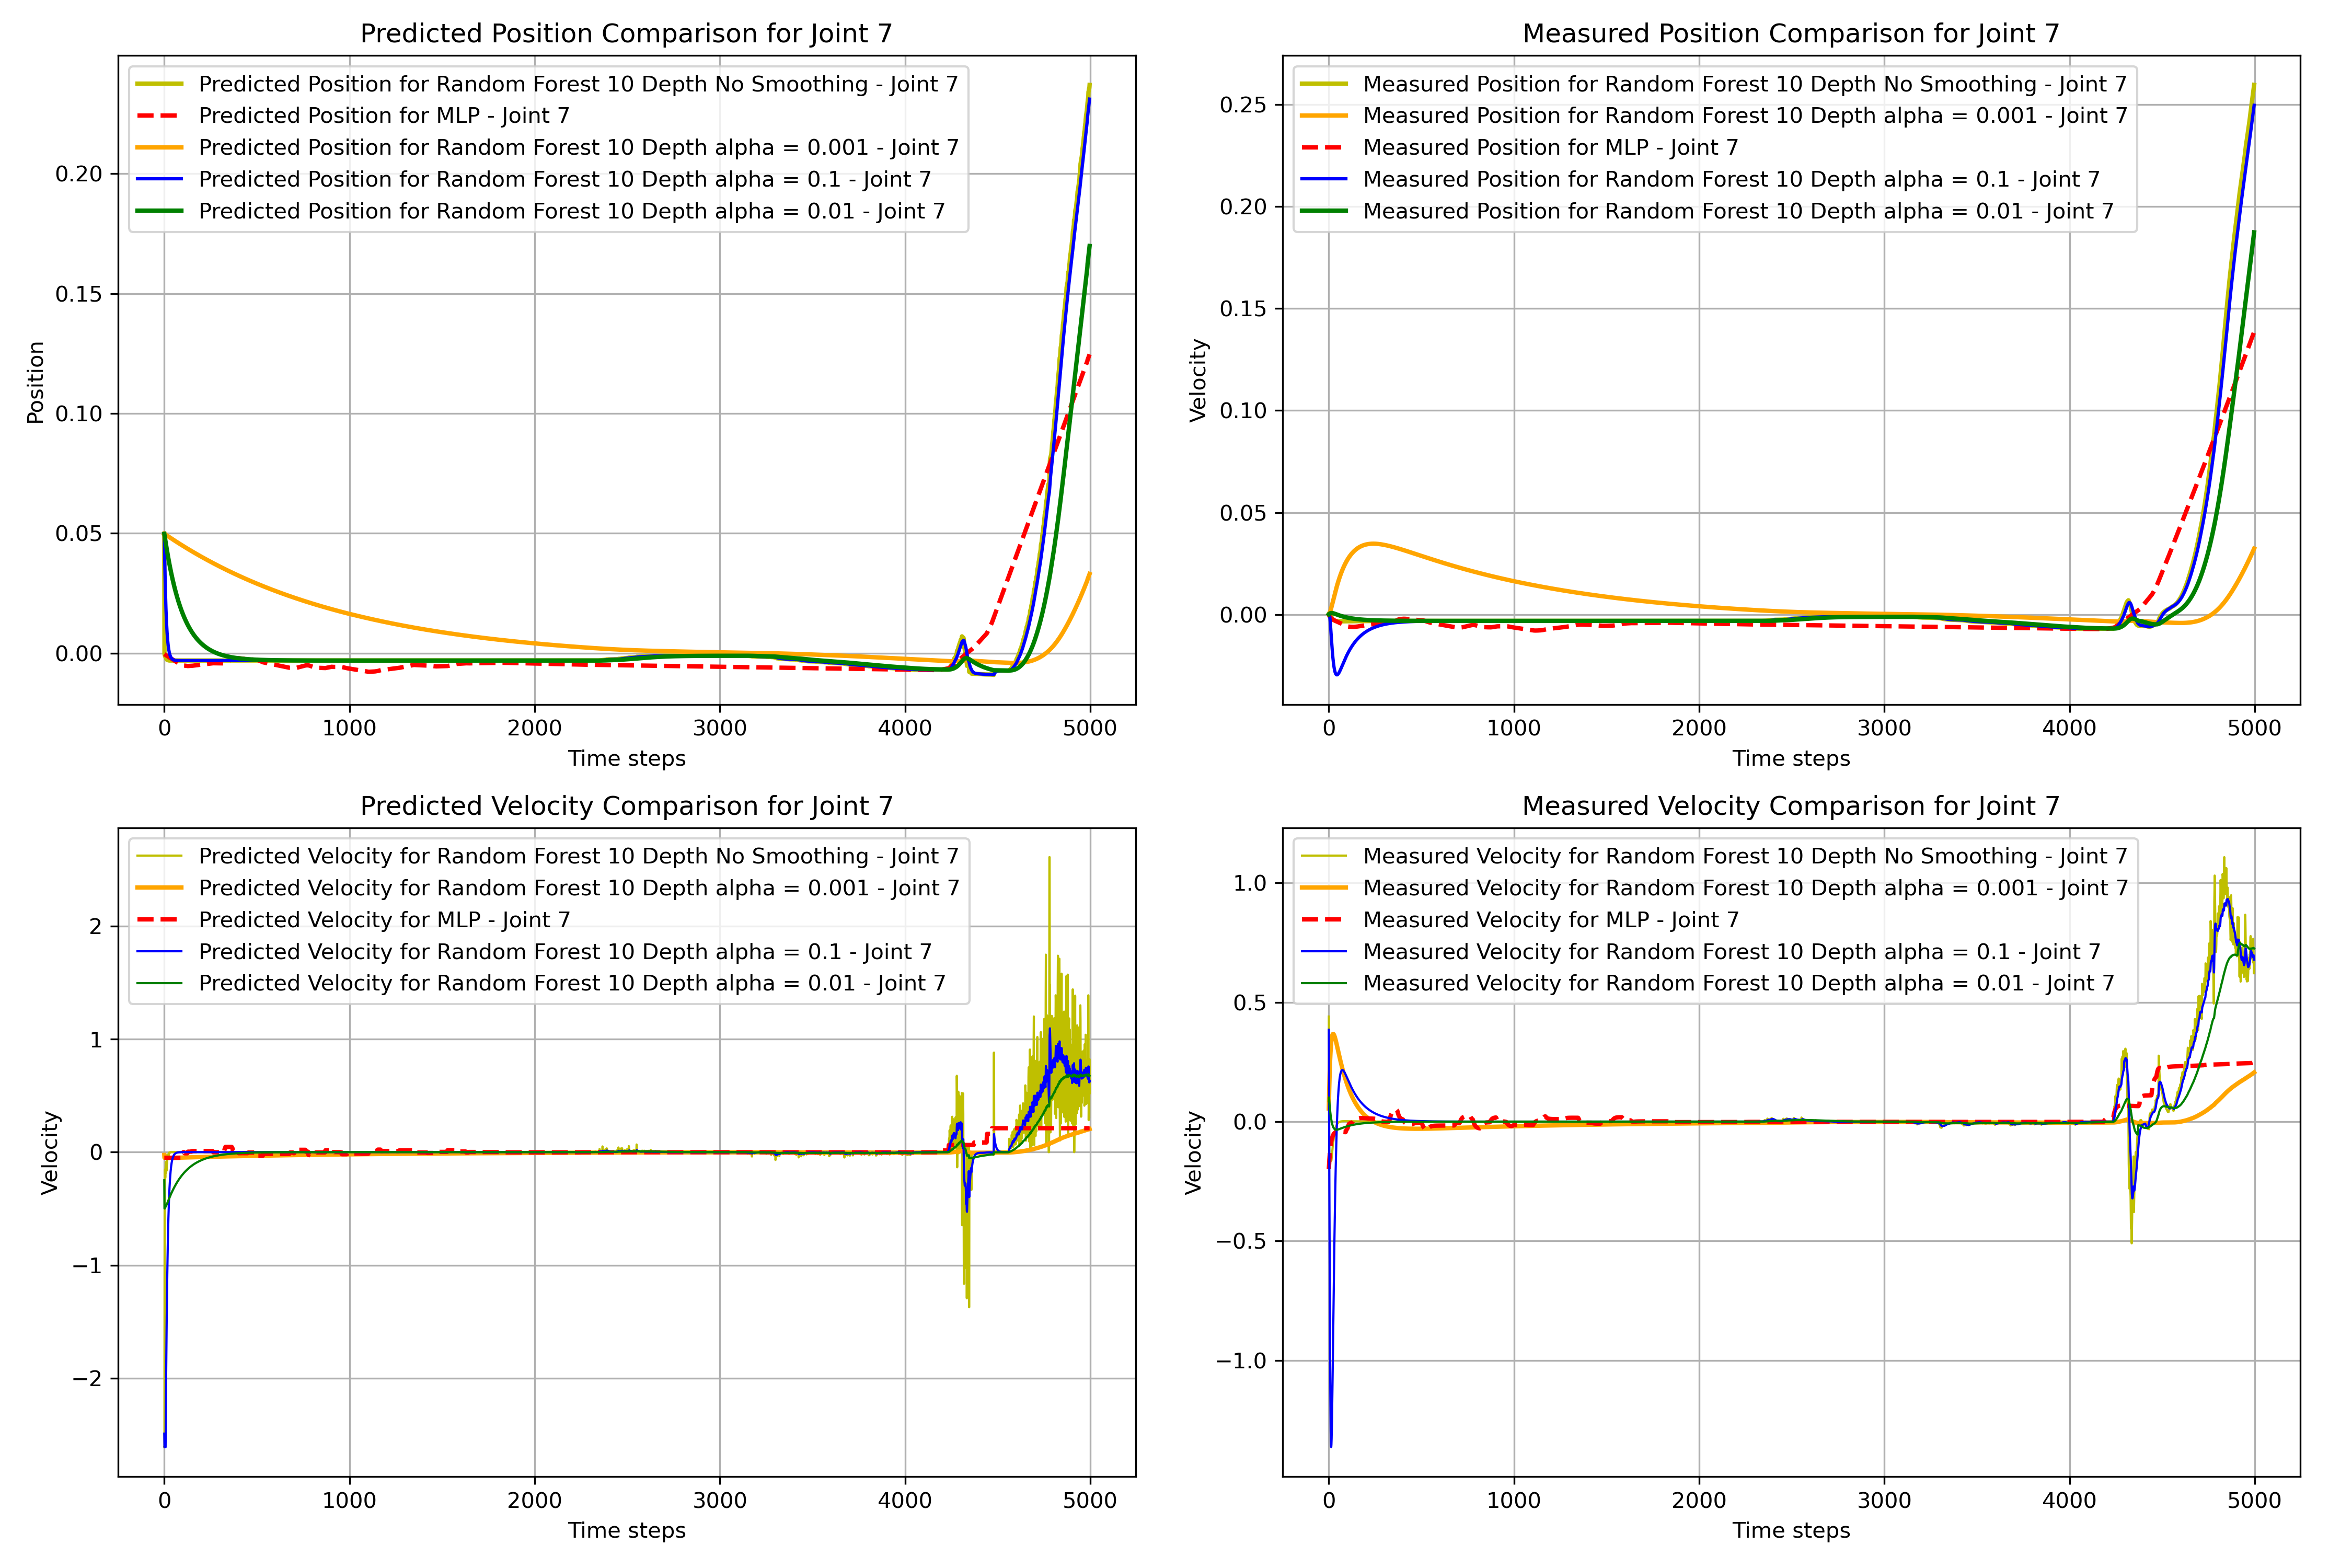 Predicted Position Comparison for Joint 7
Predicted Position for Random Forest 10 Depth No Smoothing - Joint 7
Predicted Position for MLP - Joint 7
Predicted Position for Random Forest 10 Depth alpha = 0.001 - Joint 7
Predicted Position for Random Forest 10 Depth alpha = 0.1 - Joint 7
Predicted Position for Random Forest 10 Depth alpha = 0.01 - Joint 7
Position
0.20
0.15
0.10
0.05
0.00
0 1000 2000 3000 4000 5000
Time steps
Measured Position Comparison for Joint 7
Measured Position for Random Forest 10 Depth No Smoothing - Joint 7
Measured Position for Random Forest 10 Depth alpha = 0.001 - Joint 7
Measured Position for MLP - Joint 7
Measured Position for Random Forest 10 Depth alpha = 0.1 - Joint 7
Measured Position for Random Forest 10 Depth alpha = 0.01 - Joint 7
Velocity
0.25
0.20
0.15
0.10
0.05
0.00
0 1000 2000 3000 4000 5000
Time steps
Predicted Velocity Comparison for Joint 7
Predicted Velocity for Random Forest 10 Depth No Smoothing - Joint 7
Predicted Velocity for Random Forest 10 Depth alpha = 0.001 - Joint 7
Predicted Velocity for MLP - Joint 7
Predicted Velocity for Random Forest 10 Depth alpha = 0.1 - Joint 7
Predicted Velocity for Random Forest 10 Depth alpha = 0.01 - Joint 7
Velocity
2
1
0
−1
−2
0 1000 2000 3000 4000 5000
Time steps
Measured Velocity Comparison for Joint 7
Measured Velocity for Random Forest 10 Depth No Smoothing - Joint 7
Measured Velocity for Random Forest 10 Depth alpha = 0.001 - Joint 7
Measured Velocity for MLP - Joint 7
Measured Velocity for Random Forest 10 Depth alpha = 0.1 - Joint 7
Measured Velocity for Random Forest 10 Depth alpha = 0.01 - Joint 7
Velocity
1.0
0.5
0.0
−0.5
−1.0
0 1000 2000 3000 4000 5000
Time steps